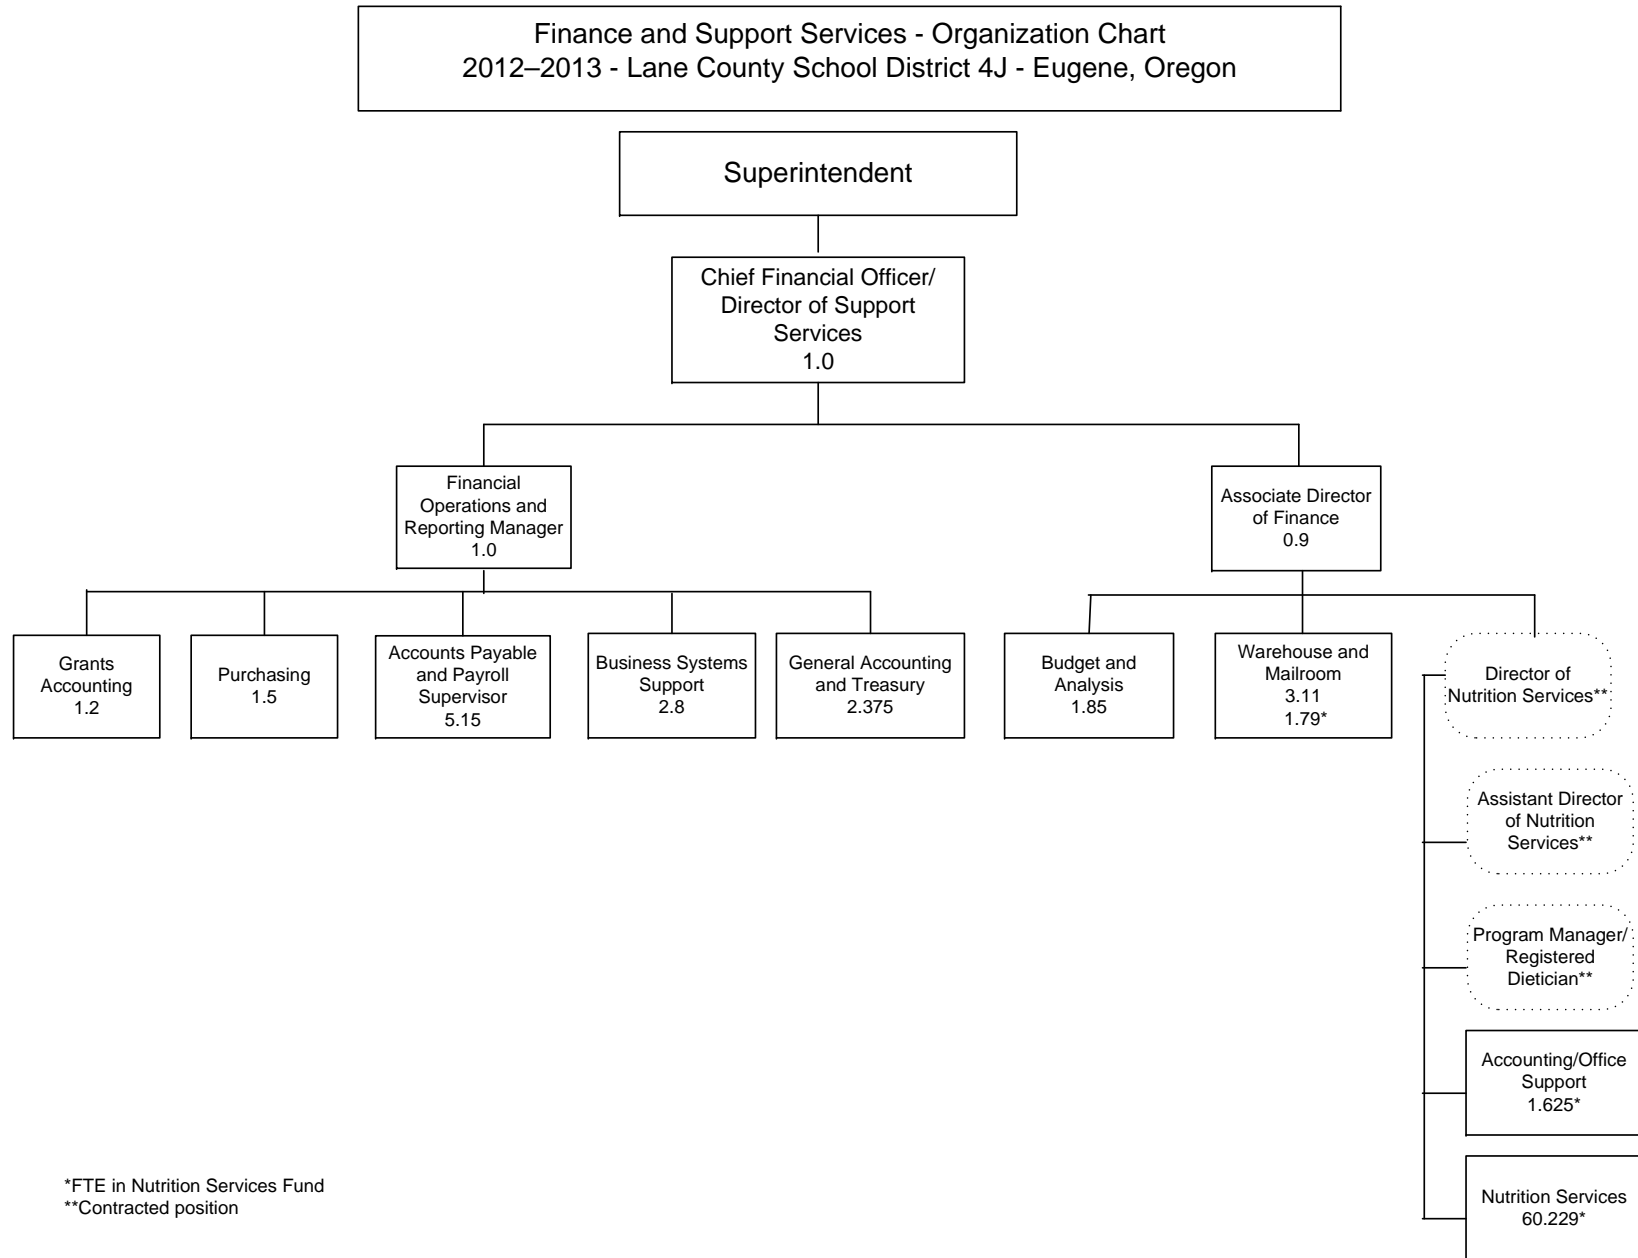 Finance and Support Services - Organization Chart
2012–2013 - Lane County School District 4J - Eugene, Oregon
Superintendent
Chief Financial Officer/
Director of Support
Services
1.0
Financial
Operations and
Reporting Manager
1.0
Associate Director
of Finance
0.9
Grants
Accounting
1.2
Purchasing
1.5
Accounts Payable
and Payroll
Supervisor
5.15
Business Systems
Support
2.8
General Accounting
and Treasury
2.375
Budget and
Analysis
1.85
Warehouse and
Mailroom
3.11
1.79*
Director of
Nutrition Services**
Assistant Director
of Nutrition
Services**
Program Manager/
Registered
Dietician**
Accounting/Office
Support
1.625*
Nutrition Services
60.229*
*FTE in Nutrition Services Fund
**Contracted position